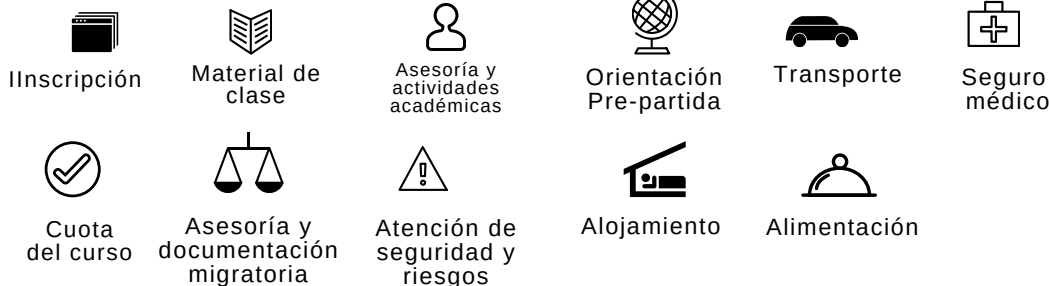 IInscripción
Material de
clase
Asesoría y
actividades
académicas
Orientación
Pre-partida
Transporte
Seguro
médico
Cuota
del curso
Asesoría y
documentación
migratoria
Atención de
seguridad y
riesgos
Alojamiento
Alimentación